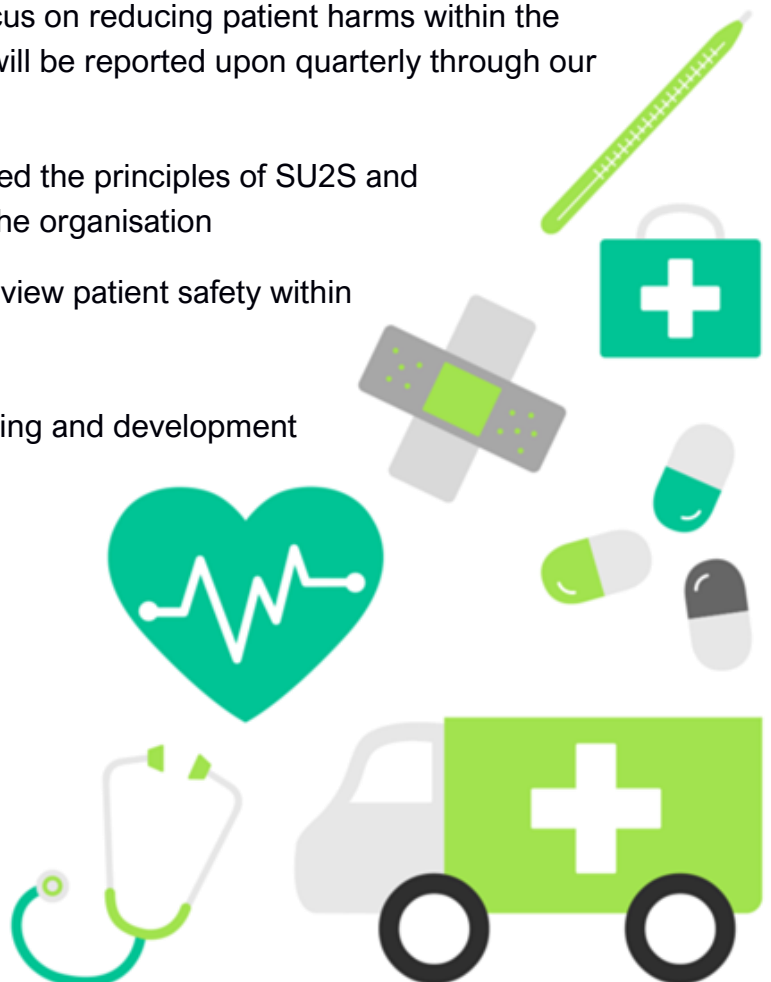 cus on reducing patient harms within the
will be reported upon quarterly through our
ed the principles of SU2S and
he organisation
view patient safety within
ing and development